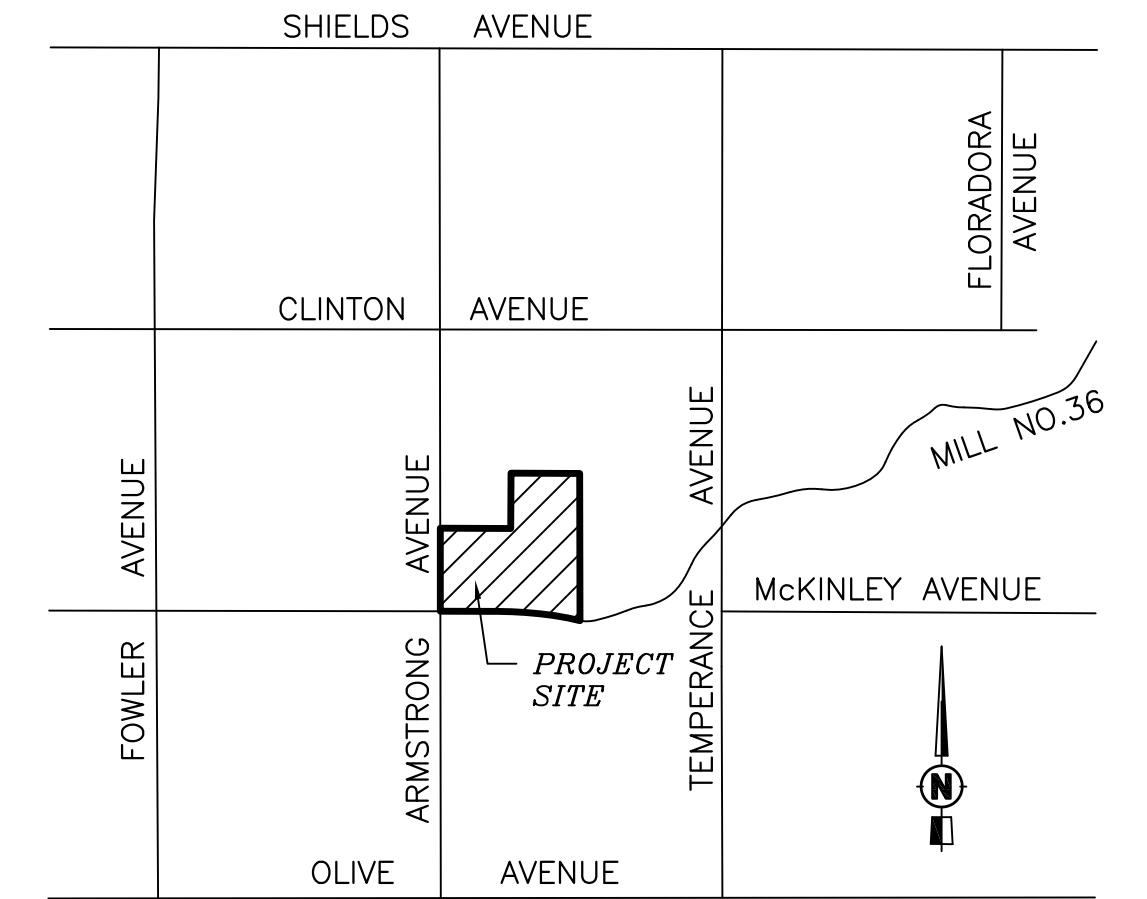 SHIELDS AVENUE
FLORADORA
AVENUE
CLINTON AVENUE
MILL NO.36
FOWLER AVENUE
ARMSTRONG AVENUE
TEMPERANCE AVENUE
McKINLEY AVENUE
PROJECT
SITE
N
OLIVE AVENUE